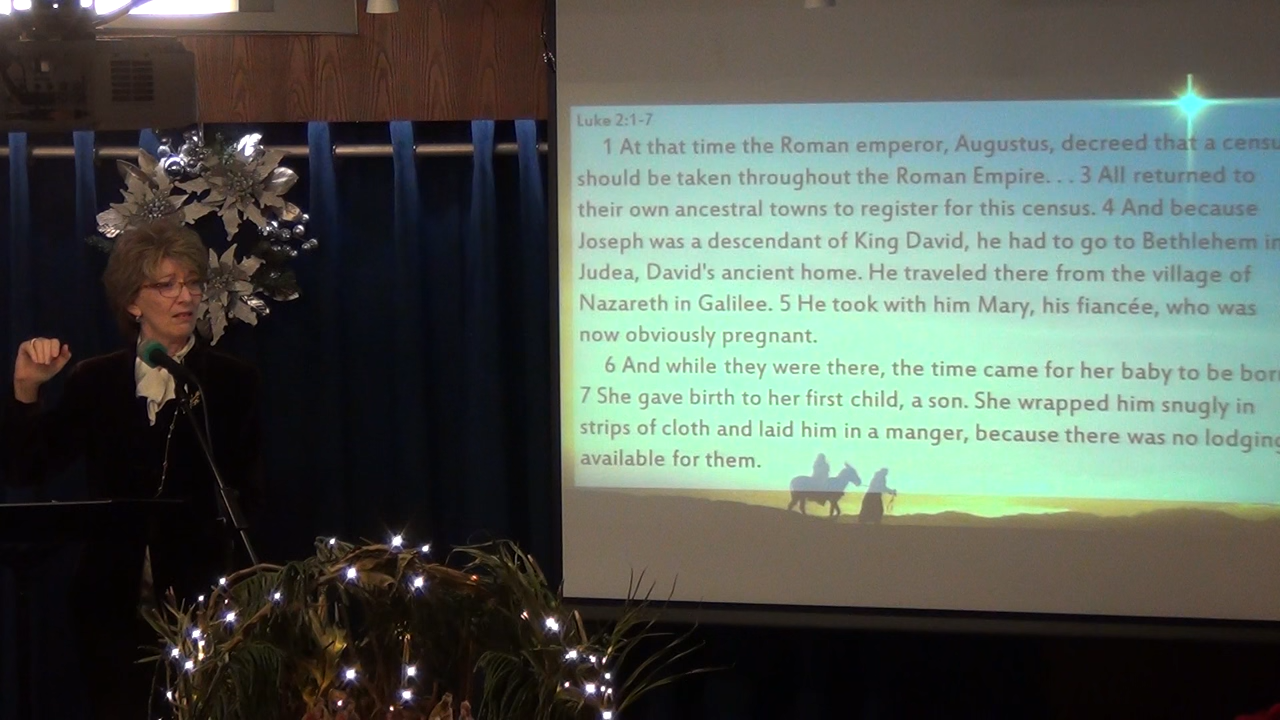 Luke 2:1-7
1 At that time the Roman emperor, Augustus, decreed that a censu
should be taken throughout the Roman Empire. . . 3 All returned to
their own ancestral towns to register for this census. 4 And because
Joseph was a descendant of King David, he had to go to Bethlehem in
Judea, David's ancient home. He traveled there from the village of
Nazareth in Galilee. 5 He took with him Mary, his fiancée, who was
now obviously pregnant.
6 And while they were there, the time came for her baby to be born
7 She gave birth to her first child, a son. She wrapped him snugly in
strips of cloth and laid him in a manger, because there was no lodging
available for them.